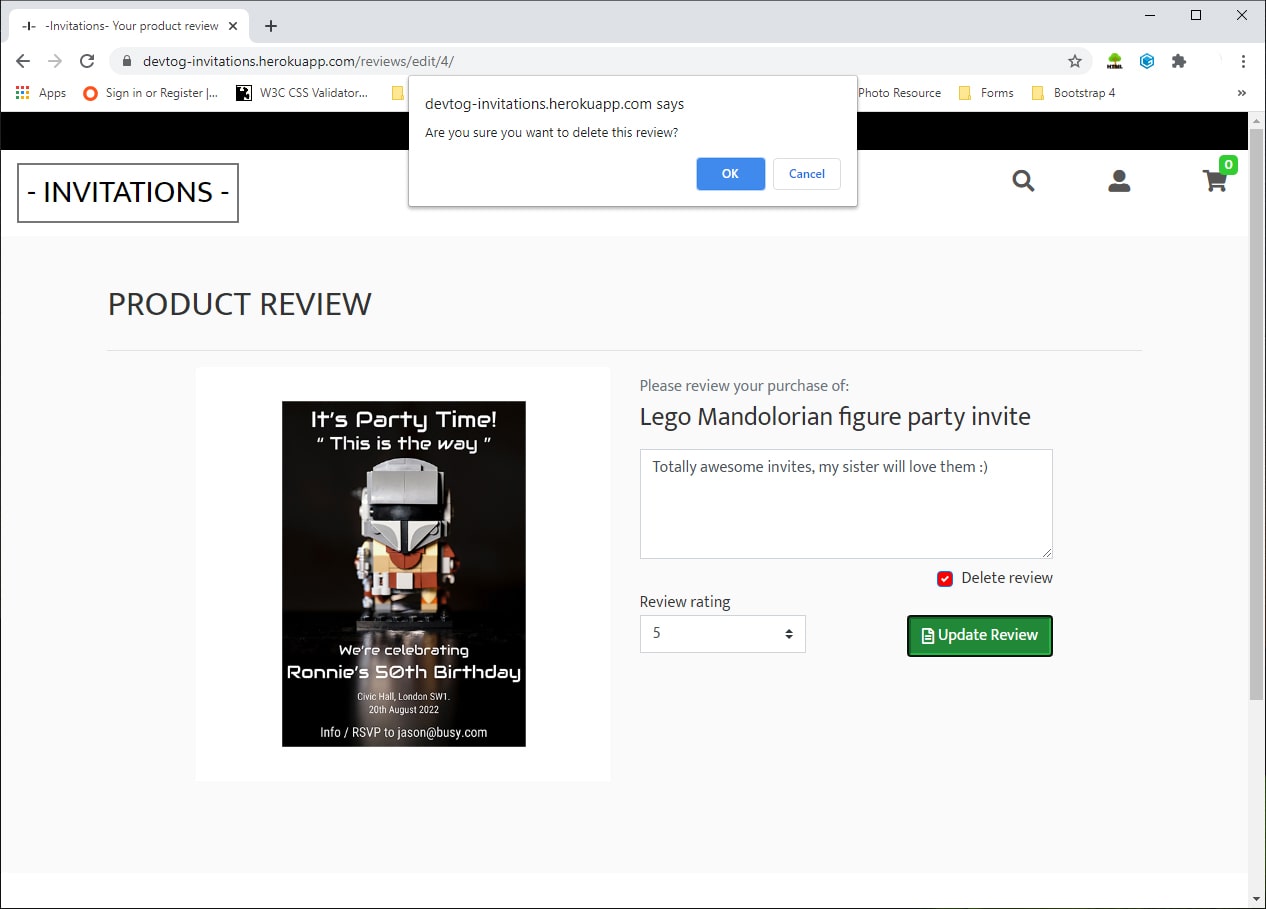 -I- -Invitations- Your product review
devtog-invitations.herokuapp.com/reviews/edit/4/
Apps
Sign in or Register |...
W3C CSS Validator...
Photo Resource
Forms
Bootstrap 4
»
devtog-invitations.herokuapp.com says
Are you sure you want to delete this review?
OK
Cancel
- INVITATIONS -
0
PRODUCT REVIEW
It's Party Time!
“ This is the way ”
We're celebrating
Ronnie's 50th Birthday
Civic Hall, London SW1.
20th August 2022
Info / RSVP to jason@busy.com
Please review your purchase of:
Lego Mandolorian figure party invite
Totally awesome invites, my sister will love them :)
Delete review
Review rating
5
Update Review